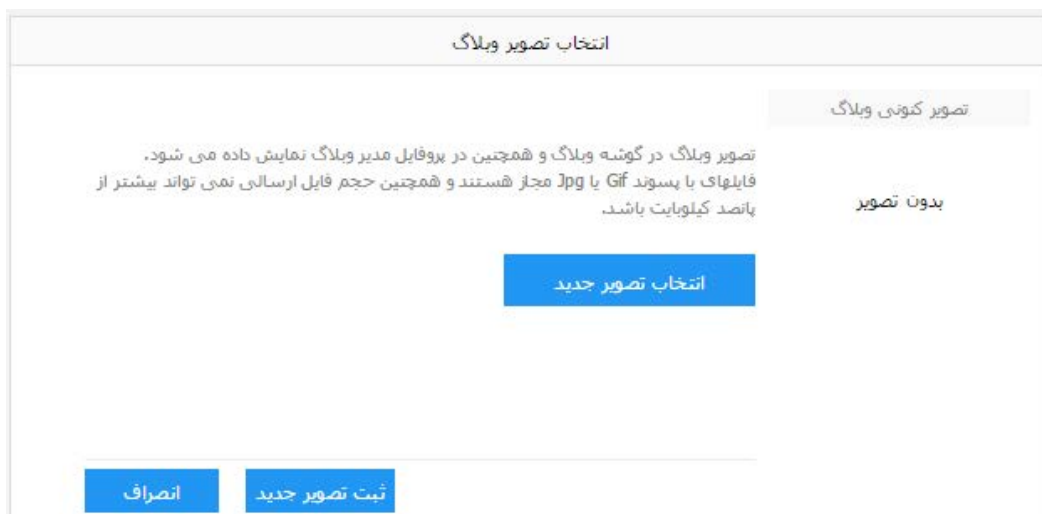 انتخاب تصویر وبلاگ
تصویر کنونی وبلاگ
بدون تصویر
تصویر وبلاگ در گوشه وبلاگ و همچنین در پروفایل مدیر وبلاگ نمایش داده می شود.
فایلهای با پسوند Gif یا Jpg مجاز هستند و همچنین حجم فایل ارسالی نمی تواند بیشتر از
پانصد کیلوبایت باشد.
انتخاب تصویر جدید
ثبت تصویر جدید
انصراف